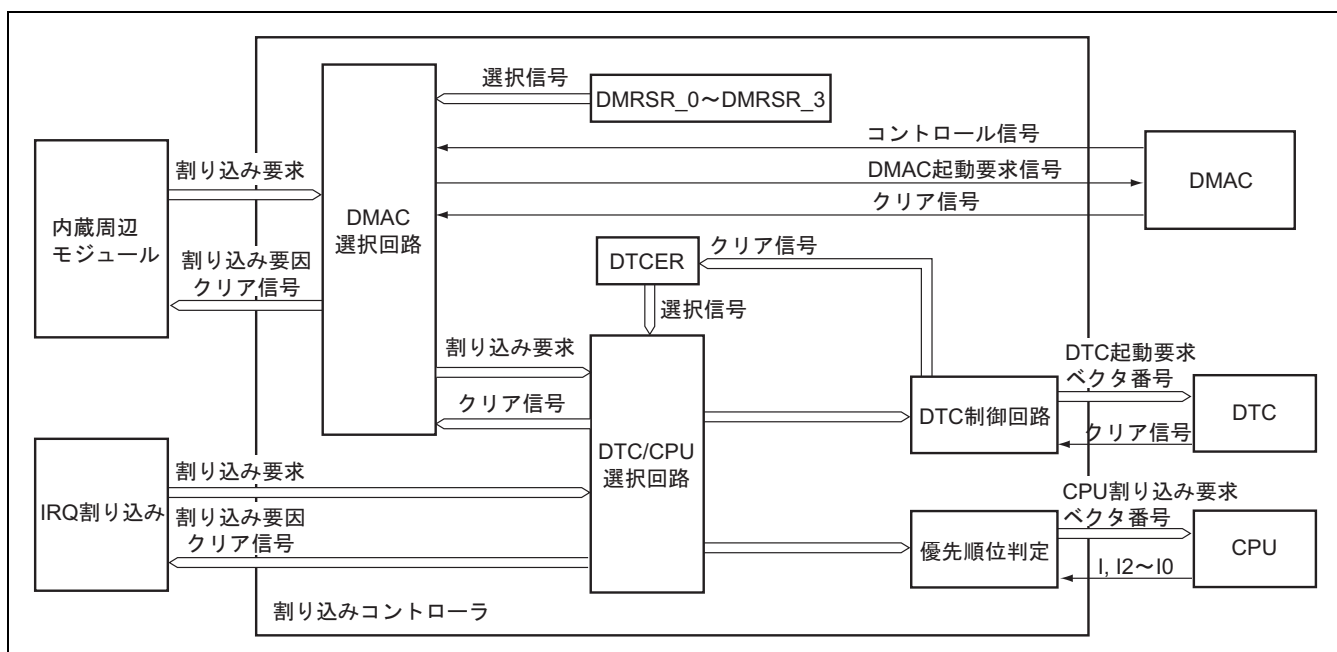 選択信号
DMRSR_0～DMRSR_3
コントロール信号
DMAC起動要求信号
クリア信号
DMAC
内蔵周辺
モジュール
割り込み要求
割り込み要因
クリア信号
DMAC
選択回路
DTCER
クリア信号
選択信号
割り込み要求
クリア信号
DTC/CPU
選択回路
DTC制御回路
DTC起動要求
ベクタ番号
クリア信号
DTC
IRQ割り込み
割り込み要求
割り込み要因
クリア信号
優先順位判定
CPU割り込み要求
ベクタ番号
I, I2～I0
CPU
割り込みコントローラ